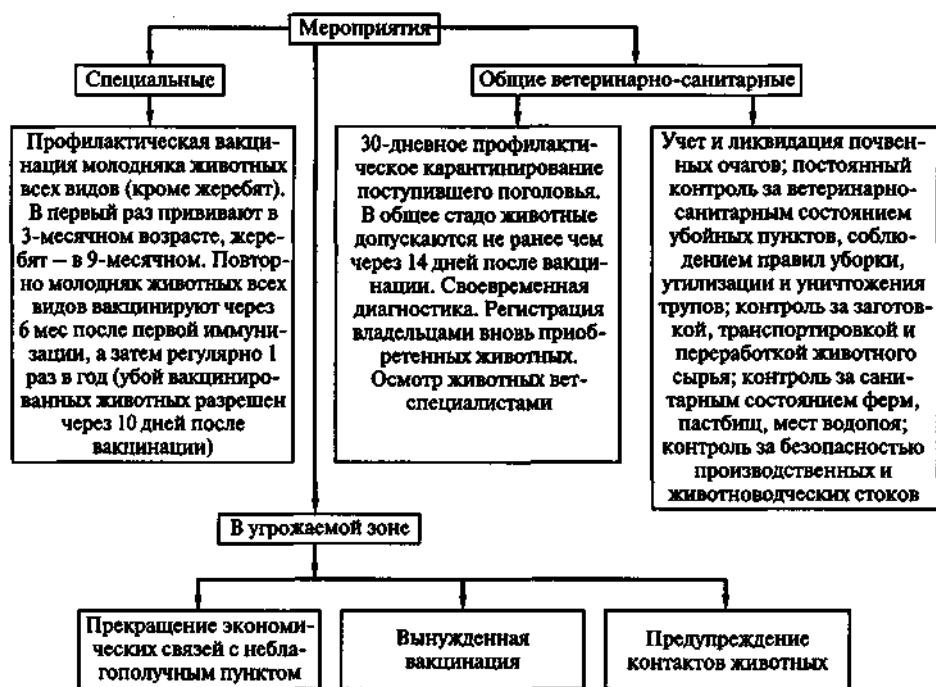 Мероприятия
Специальные
Общие ветеринарно-санитарные
Профилактическая вакци-
нация молодняка животных
всех видов (кроме жеребят).
В первый раз прививают в
3-месячном возрасте, жере-
бят – в 9-месячном. Повтор-
но молодняк животных всех
видов вакцинируют через
6 мес после первой иммуни-
зации, а затем регулярно 1
раз в год (убой вакциниро-
ванных животных разрешен
через 10 дней после
вакцинации)
30-дневное профилакти-
ческое карантинирование
поступившего поголовья.
В общее стадо животные
допускаются не ранее чем
через 14 дней после вакци-
нации. Своевременная
диагностика. Регистрация
владельцами вновь приоб-
ретенных животных.
Осмотр животных вет-
специалистами
Учет и ликвидация почвен-
ных очагов; постоянный
контроль за ветеринарно-
санитарным состоянием
убойных пунктов, соблю-
дением правил уборки,
утилизации и уничтожения
трупов; контроль за заготов-
кой, транспортировкой и
переработкой животного
сырья; контроль за сани-
тарным состоянием ферм,
пастбищ, мест водопоя;
контроль за безопасностью
производственных и
животноводческих стоков
В угрожаемой зоне
Прекращение экономи-
ческих связей с небла-
гополучным пунктом
Вынужденная
вакцинация
Предупреждение
контактов животных